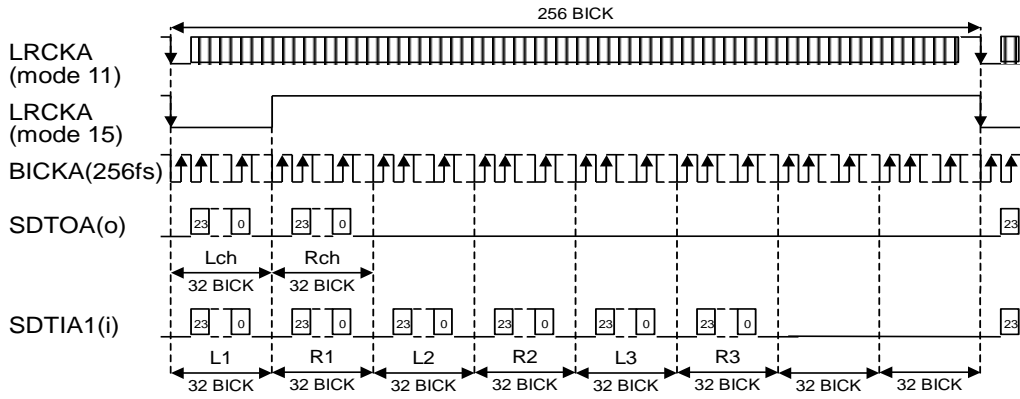 256 BICK
LRCKA
(mode 11)
LRCKA
(mode 15)
BICKA(256fs)
SDTOA(o)
23 0 23 0 23
Lch Rch
32 BICK 32 BICK
SDTIA1(i)
23 0 23 0 23 0 23 0 23 0 23 0 23
L1 R1 L2 R2 L3 R3
32 BICK 32 BICK 32 BICK 32 BICK 32 BICK 32 BICK 32 BICK 32 BICK